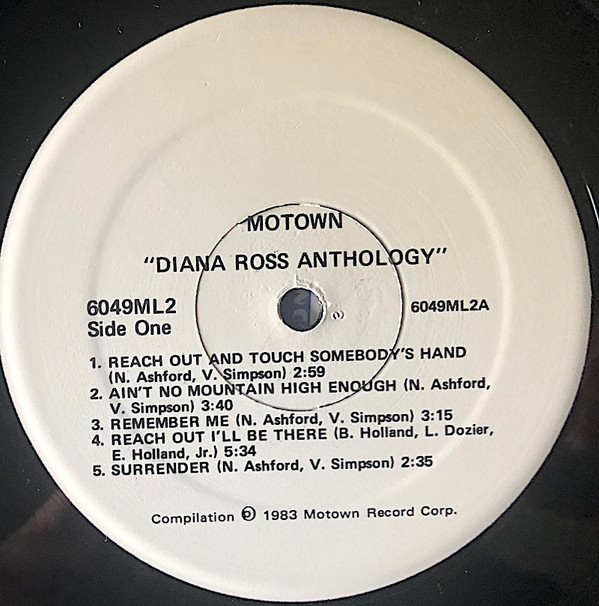 MOTOWN
"DIANA ROSS ANTHOLOGY"
6049ML2
Side One
6049ML2A
1. REACH OUT AND TOUCH SOMEBODY'S HAND
(N. Ashford, V. Simpson) 2:59
2. AIN'T NO MOUNTAIN HIGH ENOUGH (N. Ashford,
V. Simpson) 3:40
3. REMEMBER ME (N. Ashford, V. Simpson) 3:15
4. REACH OUT I'LL BE THERE (B. Holland, L. Dozier,
E. Holland, Jr.) 5:34
5. SURRENDER (N. Ashford, V. Simpson) 2:35
Compilation ℗ 1983 Motown Record Corp.